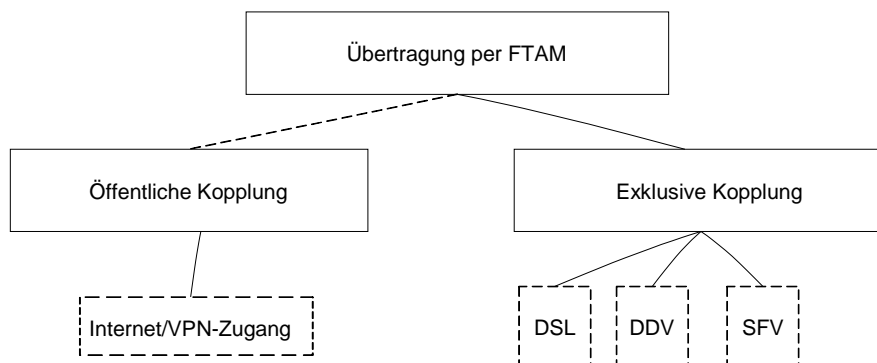 Übertragung per FTAM
Öffentliche Kopplung
Exklusive Kopplung
Internet/VPN-Zugang
DSL
DDV
SFV